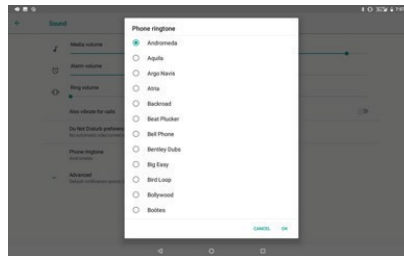 Sound
Phone ringtone
Media volume
Andromeda
Aquila
Alarm volume
Argo Navis
Ring volume
Atria
Backroad
Also vibrate for calls
Beat Plucker
Do Not Disturb preferences
Bell Phone
Phone ringtone
Andromeda
Bentley Dubs
Big Easy
Advanced
Bird Loop
Bollywood
Bobtes
CANCEL OK